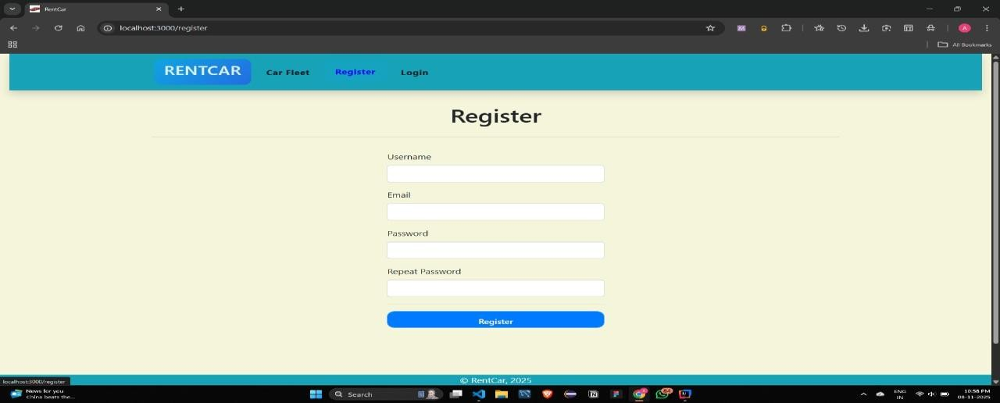 RentCar
localhost:3000/register
All Bookmarks
RENTCAR
Car Fleet
Register
Login
Register
Username
Email
Password
Repeat Password
Register
© RentCar, 2025
localhost:3000/register
News for you
China beats the...
Search
84
ENG
IN
10:58 PM
08-11-2025